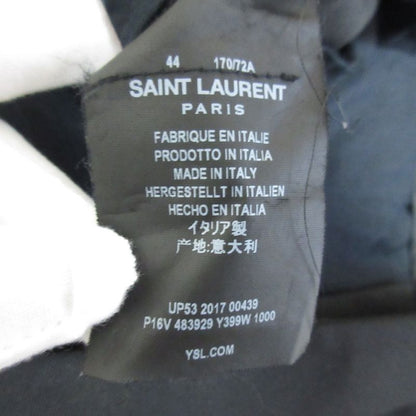 44 170/72A
SAINT LAURENT
PARIS
FABRIQUE EN ITALIE
PRODOTTO IN ITALIA
MADE IN ITALY
HERGESTELLT IN ITALIEN
HECHO EN ITALIA
イタリア製
产地:意大利
UP53 2017 00439
P16V 483929 Y399W 1000
YSL.COM